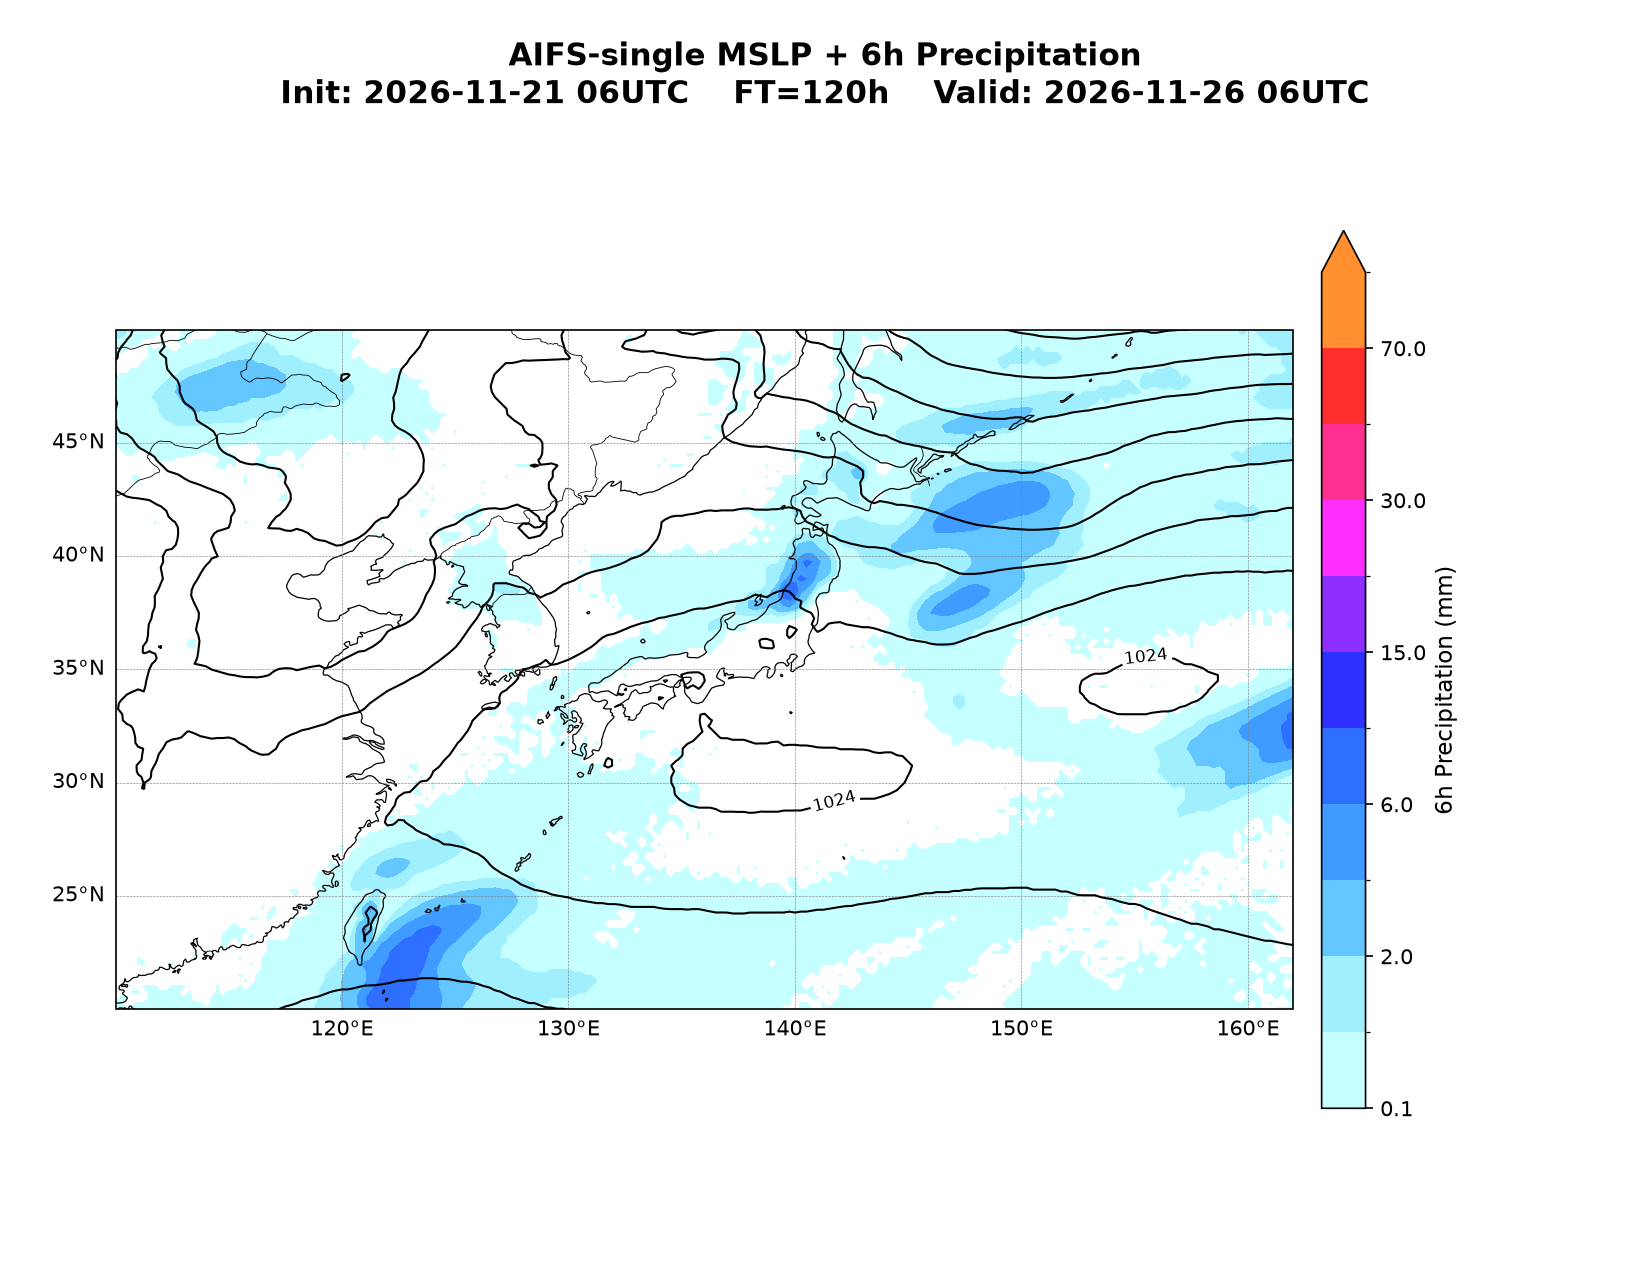 AIFS-single MSLP + 6h Precipitation
Init: 2026-11-21 06UTC    FT=120h    Valid: 2026-11-26 06UTC
45°N
40°N
35°N
30°N
25°N
120°E
130°E
140°E
150°E
160°E
1024
1024
70.0
30.0
15.0
6.0
2.0
0.1
6h Precipitation (mm)